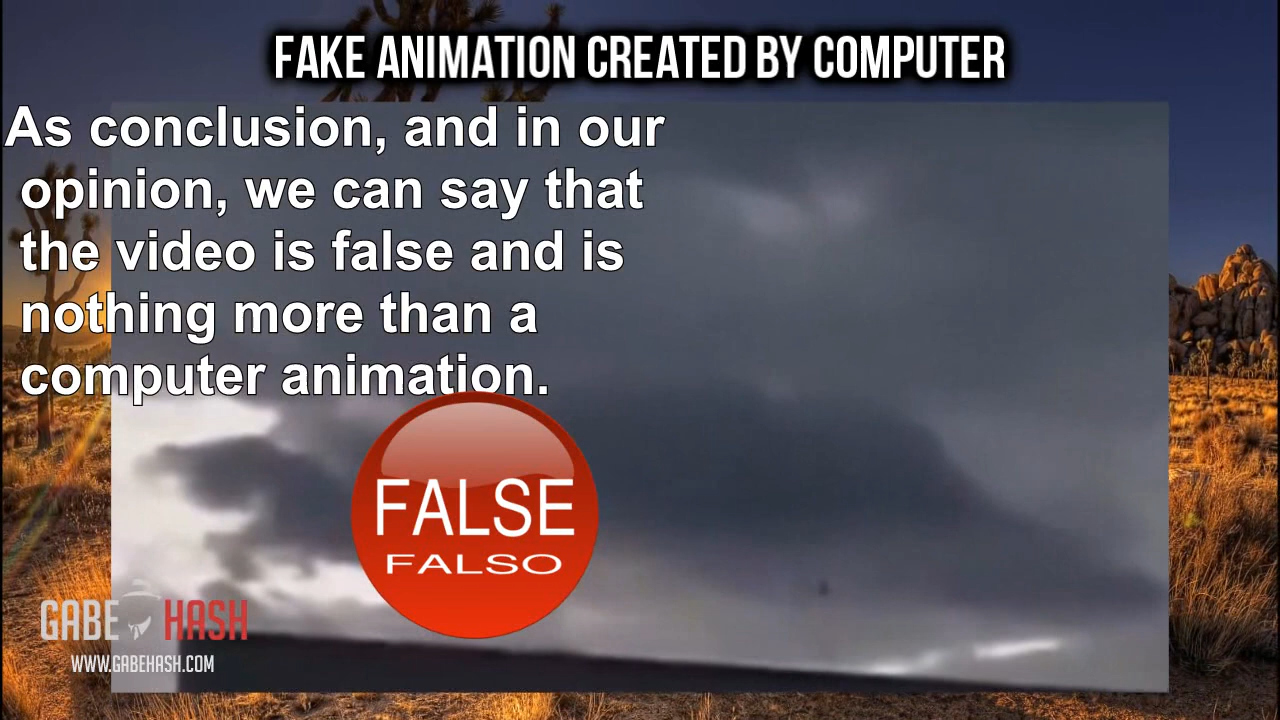 FAKE ANIMATION CREATED BY COMPUTER
As conclusion, and in our
opinion, we can say that
the video is false and is
nothing more than a
computer animation.
FALSE
FALSO
GABE HASH
WWW.GABEHASH.COM